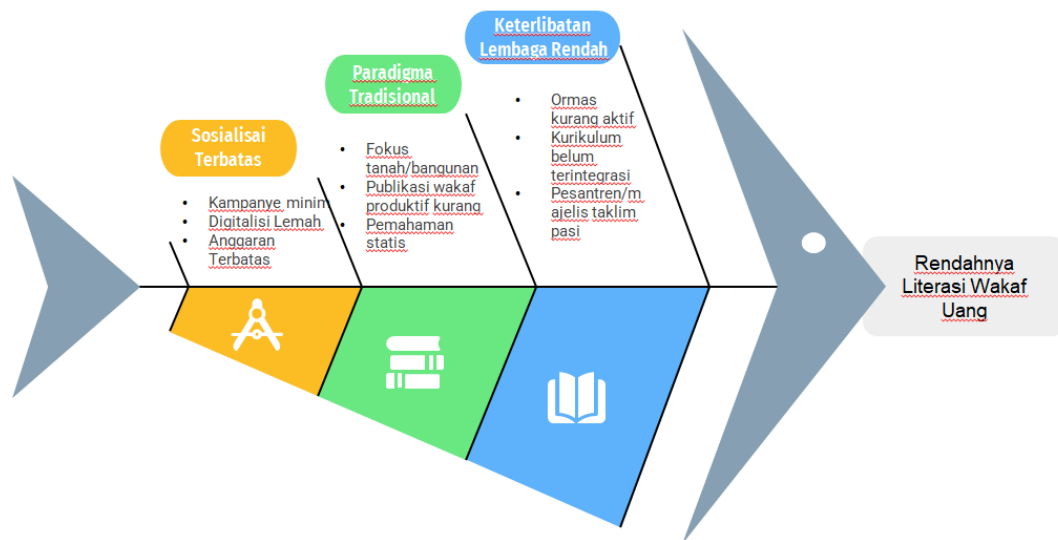 Sosialisai
Terbatas
• Kampanye minim
• Digitalisi Lemah
• Anggaran
Terbatas
Paradigma
Tradisional
• Fokus
tanah/bangunan
• Publikasi wakaf
produktif kurang
• Pemahaman
statis
Keterlibatan
Lembaga Rendah
• Ormas
kurang aktif
• Kurikulum
belum
terintegrasi
• Pesantren/m
ajelis taklim
pasi
Rendahnya
Literasi Wakaf
Uang